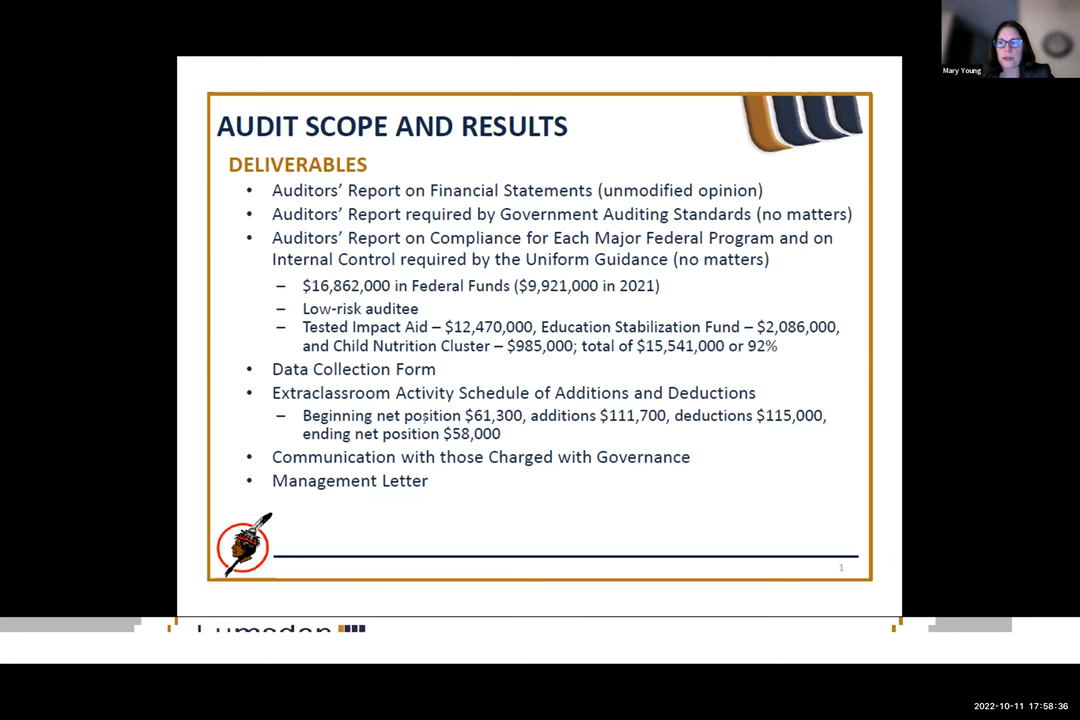 Mary Young
AUDIT SCOPE AND RESULTS
DELIVERABLES
• Auditors' Report on Financial Statements (unmodified opinion)
• Auditors' Report required by Government Auditing Standards (no matters)
• Auditors' Report on Compliance for Each Major Federal Program and on
Internal Control required by the Uniform Guidance (no matters)
– $16,862,000 in Federal Funds ($9,921,000 in 2021)
– Low-risk auditee
– Tested Impact Aid – $12,470,000, Education Stabilization Fund – $2,086,000,
and Child Nutrition Cluster – $985,000; total of $15,541,000 or 92%
• Data Collection Form
• Extraclassroom Activity Schedule of Additions and Deductions
– Beginning net position $61,300, additions $111,700, deductions $115,000,
ending net position $58,000
• Communication with those Charged with Governance
• Management Letter
1
2022-10-11 17:58:36